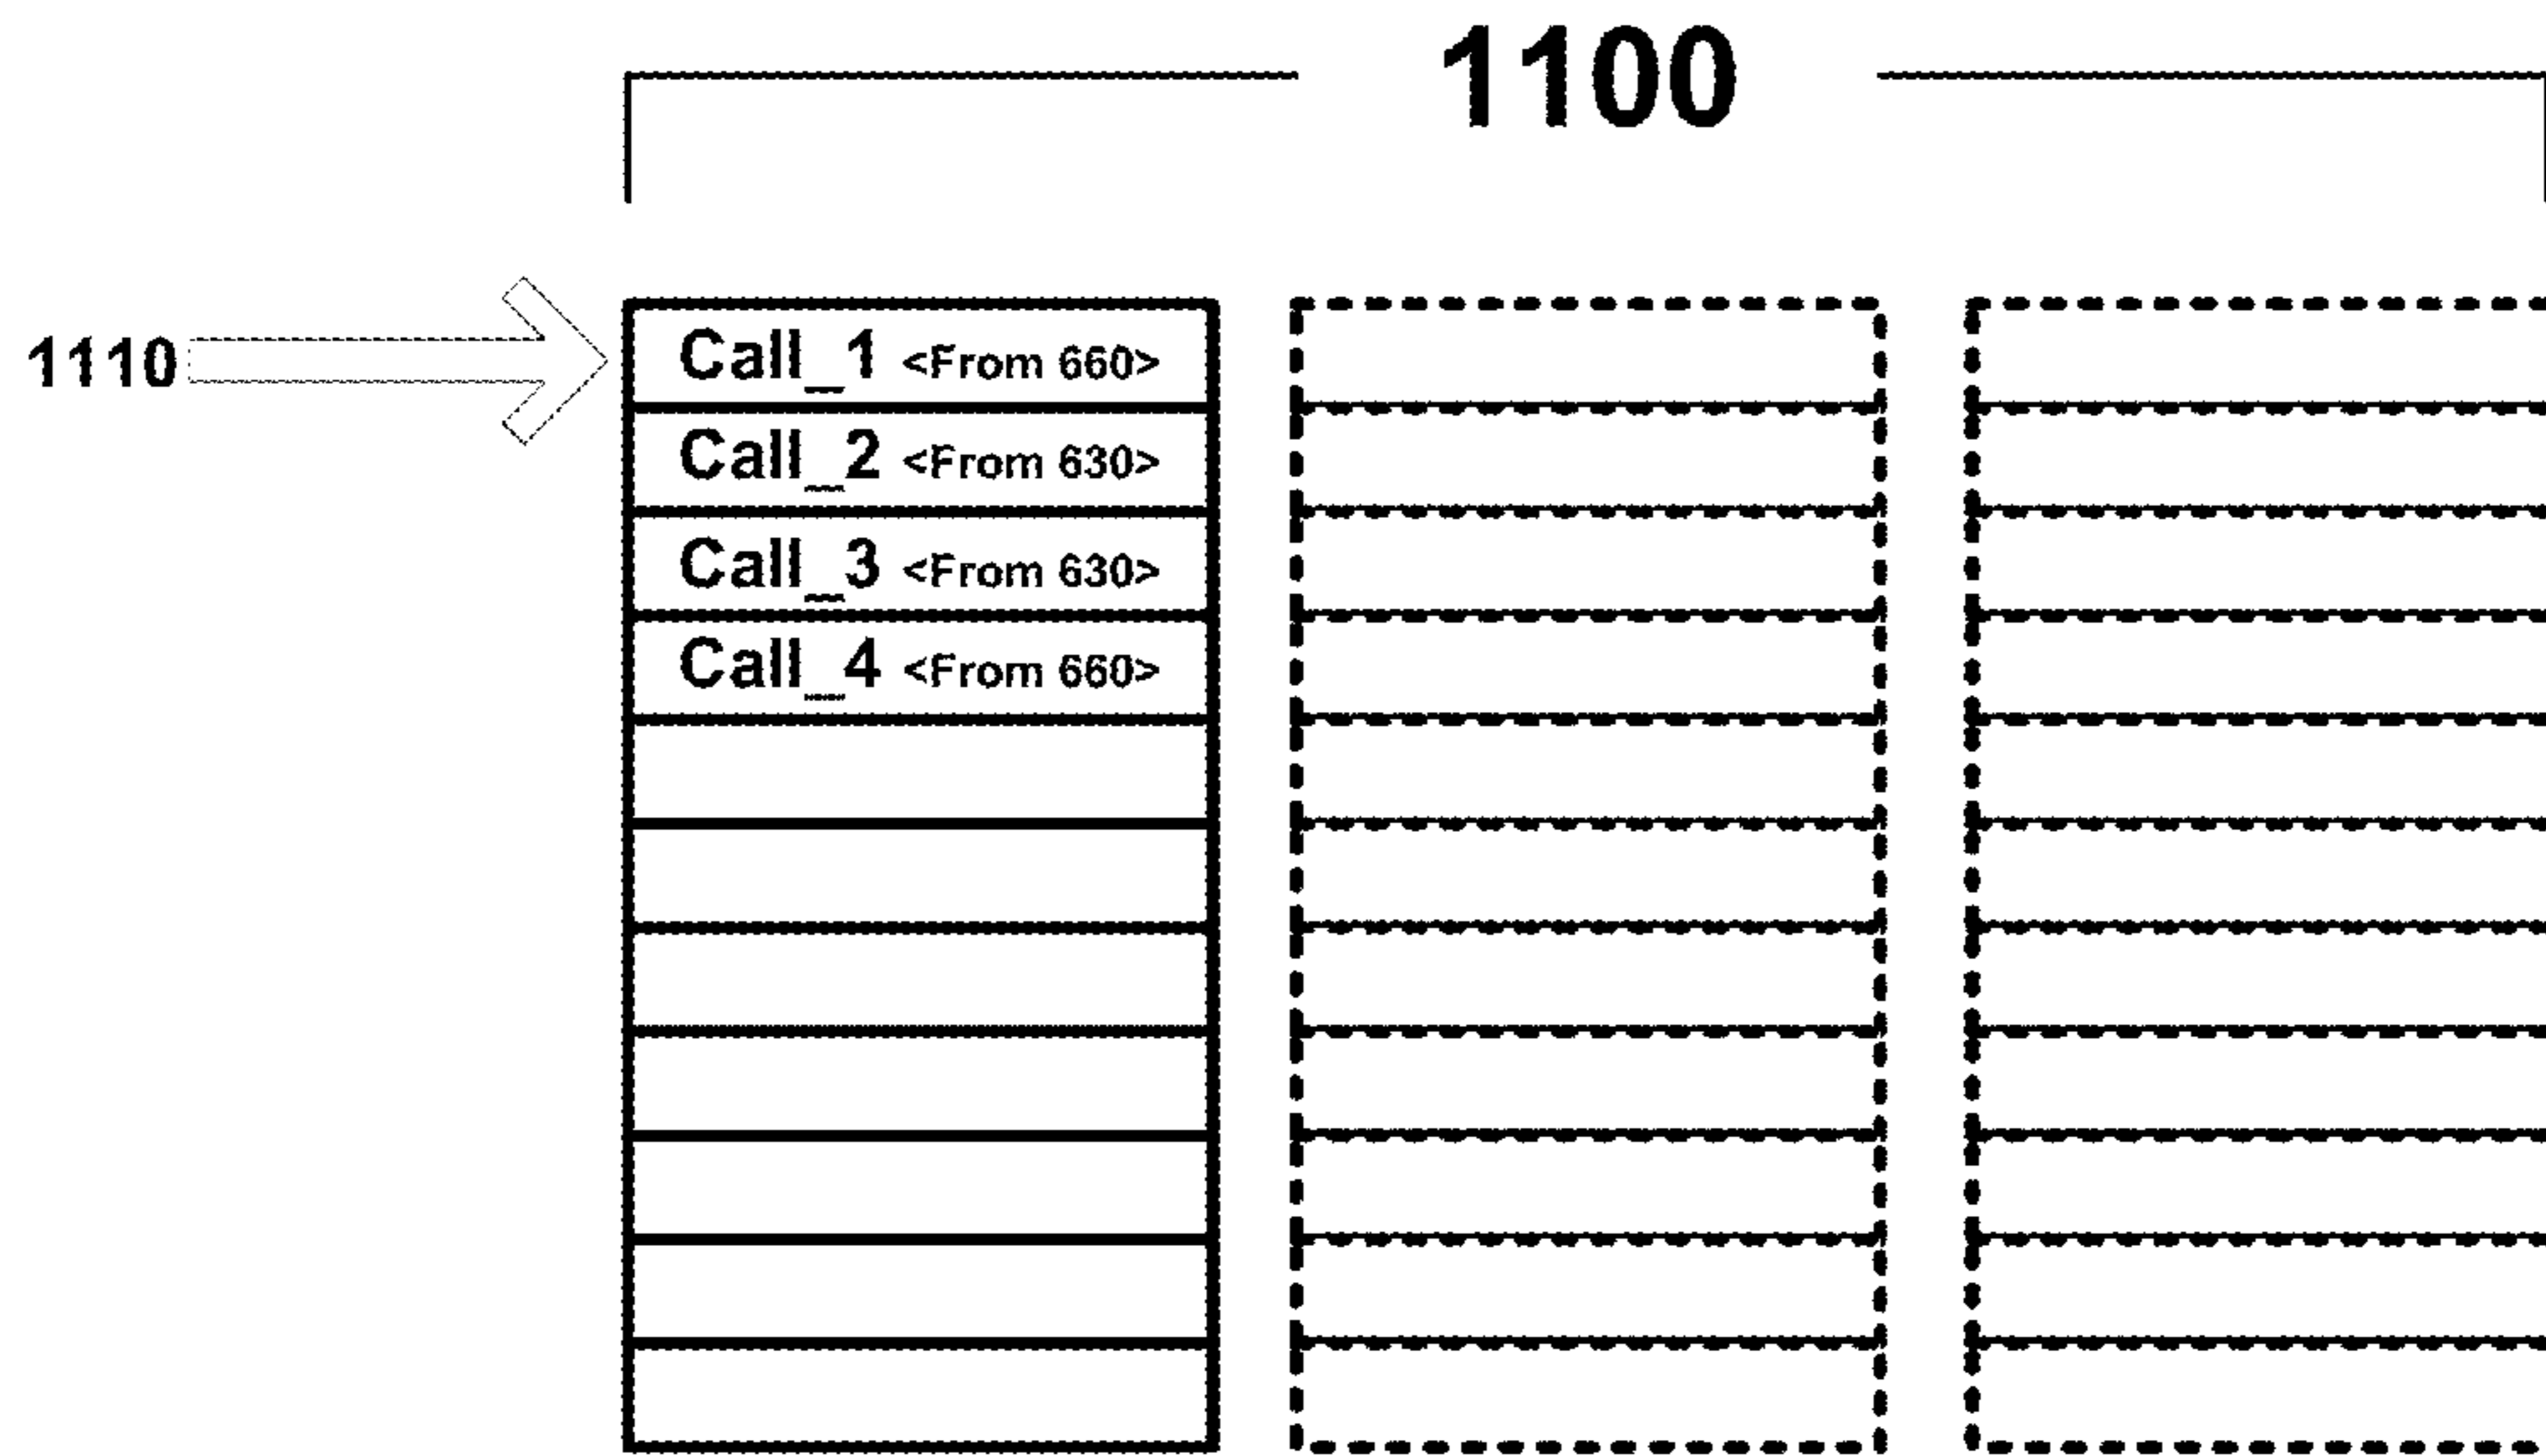 1100
1110
Call_1 <From 660>
Call_2 <From 630>
Call_3 <From 630>
Call_4 <From 660>